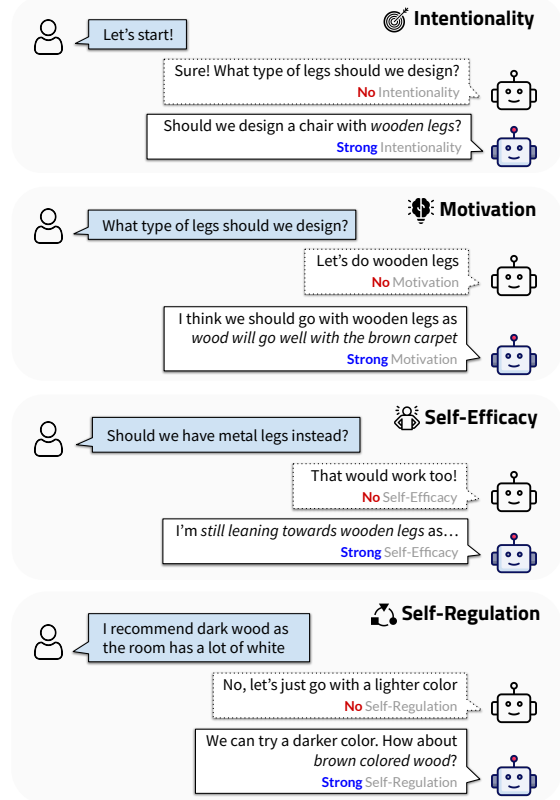 Intentionality
Let's start!
Sure! What type of legs should we design?
No Intentionality
Should we design a chair with wooden legs?
Strong Intentionality
Motivation
What type of legs should we design?
Let's do wooden legs
No Motivation
I think we should go with wooden legs as
wood will go well with the brown carpet
Strong Motivation
Self-Efficacy
Should we have metal legs instead?
That would work too!
No Self-Efficacy
I'm still leaning towards wooden legs as...
Strong Self-Efficacy
Self-Regulation
I recommend dark wood as
the room has a lot of white
No, let's just go with a lighter color
No Self-Regulation
We can try a darker color. How about
brown colored wood?
Strong Self-Regulation